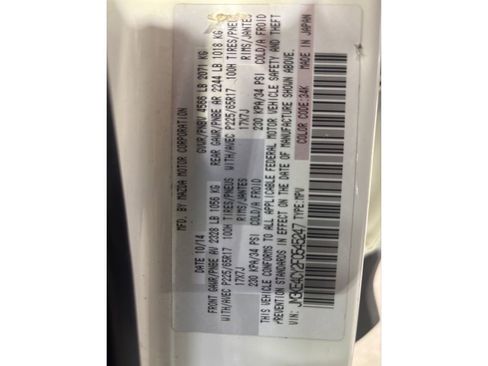 MFD. BY MAZDA MOTOR CORPORATION
DATE 10/14
GVWR/PNBV 4566 LB 2071 KG
FRONT GAWR/PNBE AV 2328 LB 1056 KG
REAR GAWR/PNBE AR 2244 LB 1018 KG
WITH/AVEC P225/65R17 100H TIRES/PNEUS
WITH/AVEC P225/65R17 100H TIRES/PNEUS
17X7J RIMS/JANTES
17X7J RIMS/JANTES
230 KPA/34 PSI COLD/A FROID
230 KPA/34 PSI COLD/A FROID
THIS VEHICLE CONFORMS TO ALL APPLICABLE FEDERAL MOTOR VEHICLE SAFETY AND THEFT
PREVENTION STANDARDS IN EFFECT ON THE DATE OF MANUFACTURE SHOWN ABOVE.
VIN: JM3KE4CY2F0545247 TYPE: MPV
COLOR CODE: 34K
MADE IN JAPAN